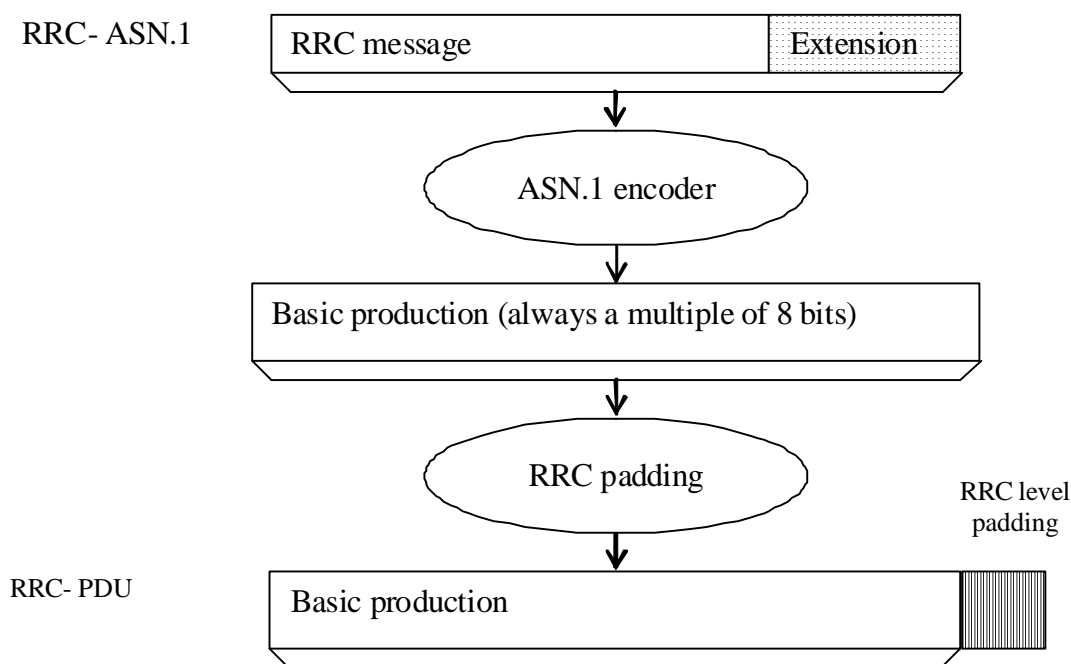 RRC- ASN.1
RRC message
Extension
ASN.1 encoder
Basic production (always a multiple of 8 bits)
RRC padding
RRC level
padding
RRC- PDU
Basic production